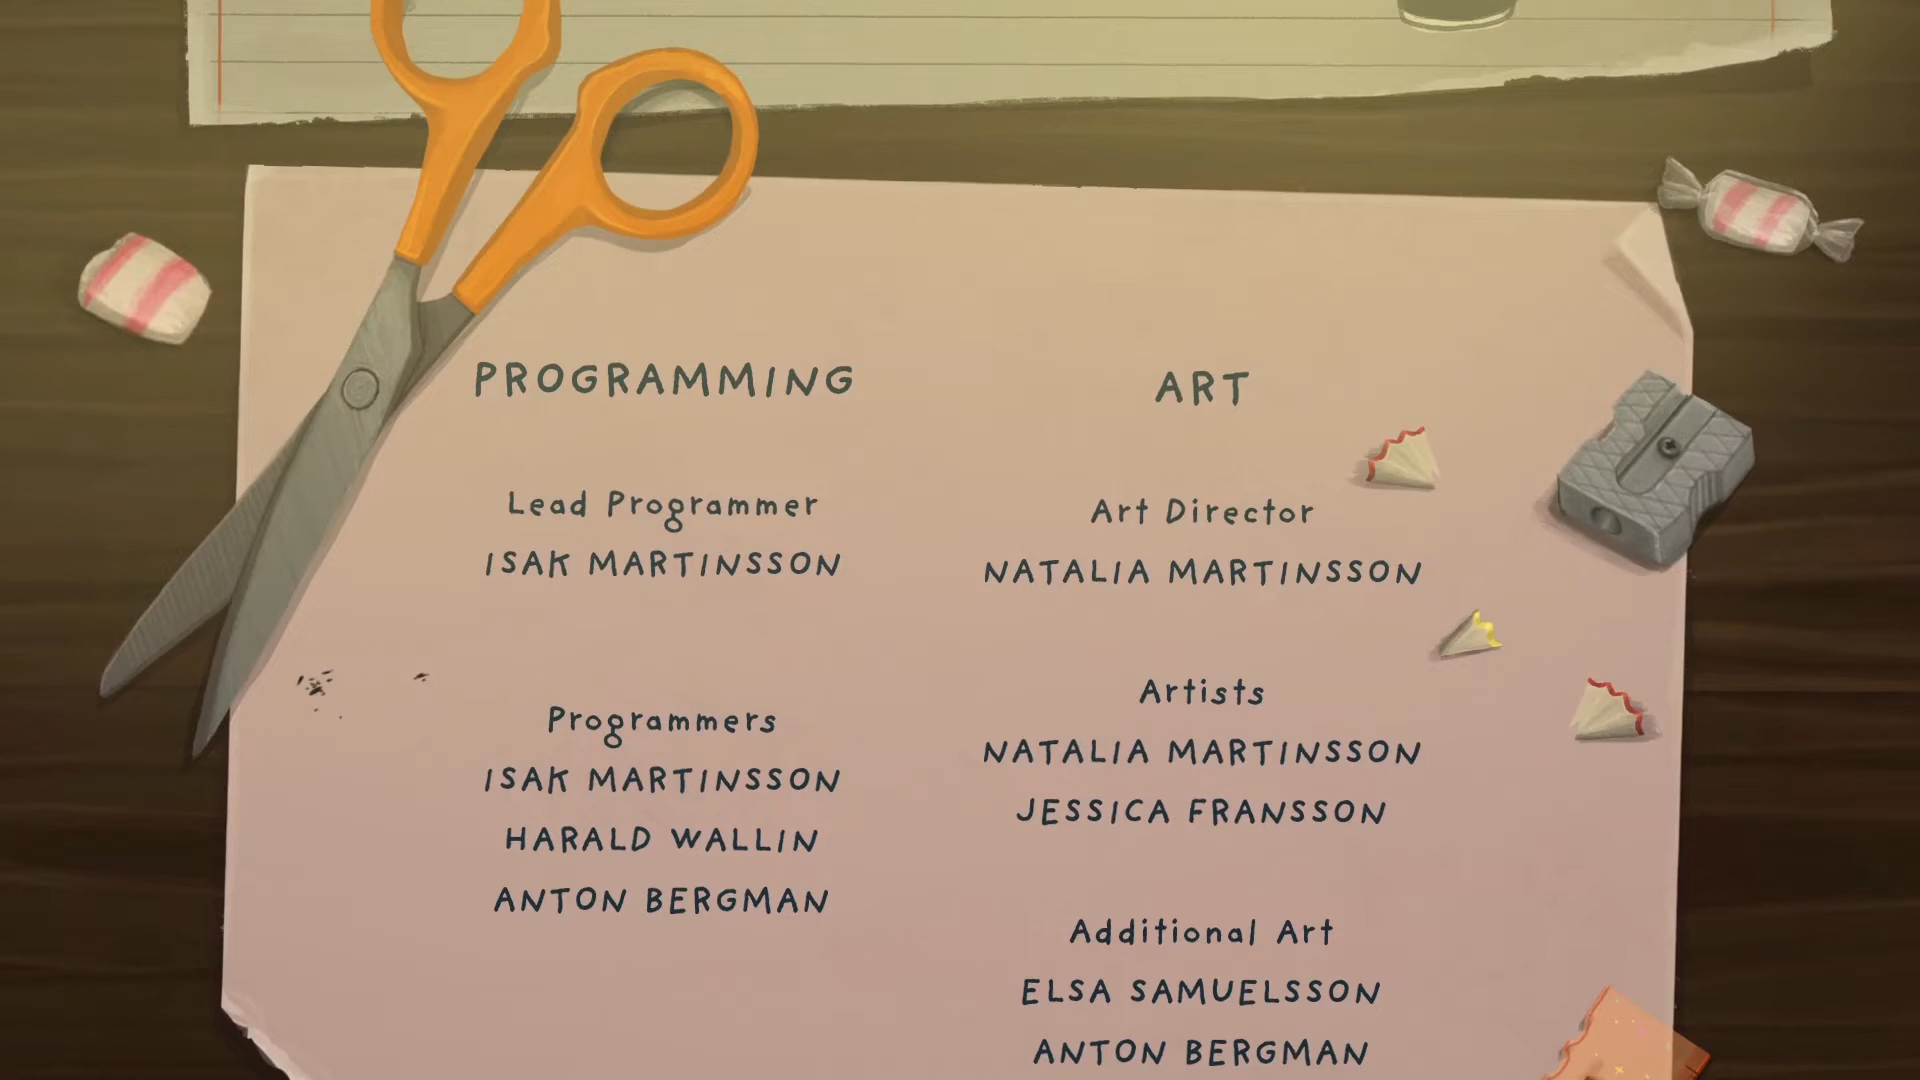 PROGRAMMING
Lead Programmer
ISAK MARTINSSON
Programmers
ISAK MARTINSSON
HARALD WALLIN
ANTON BERGMAN
ART
Art Director
NATALIA MARTINSSON
Artists
NATALIA MARTINSSON
JESSICA FRANSSON
Additional Art
ELSA SAMUELSSON
ANTON BERGMAN